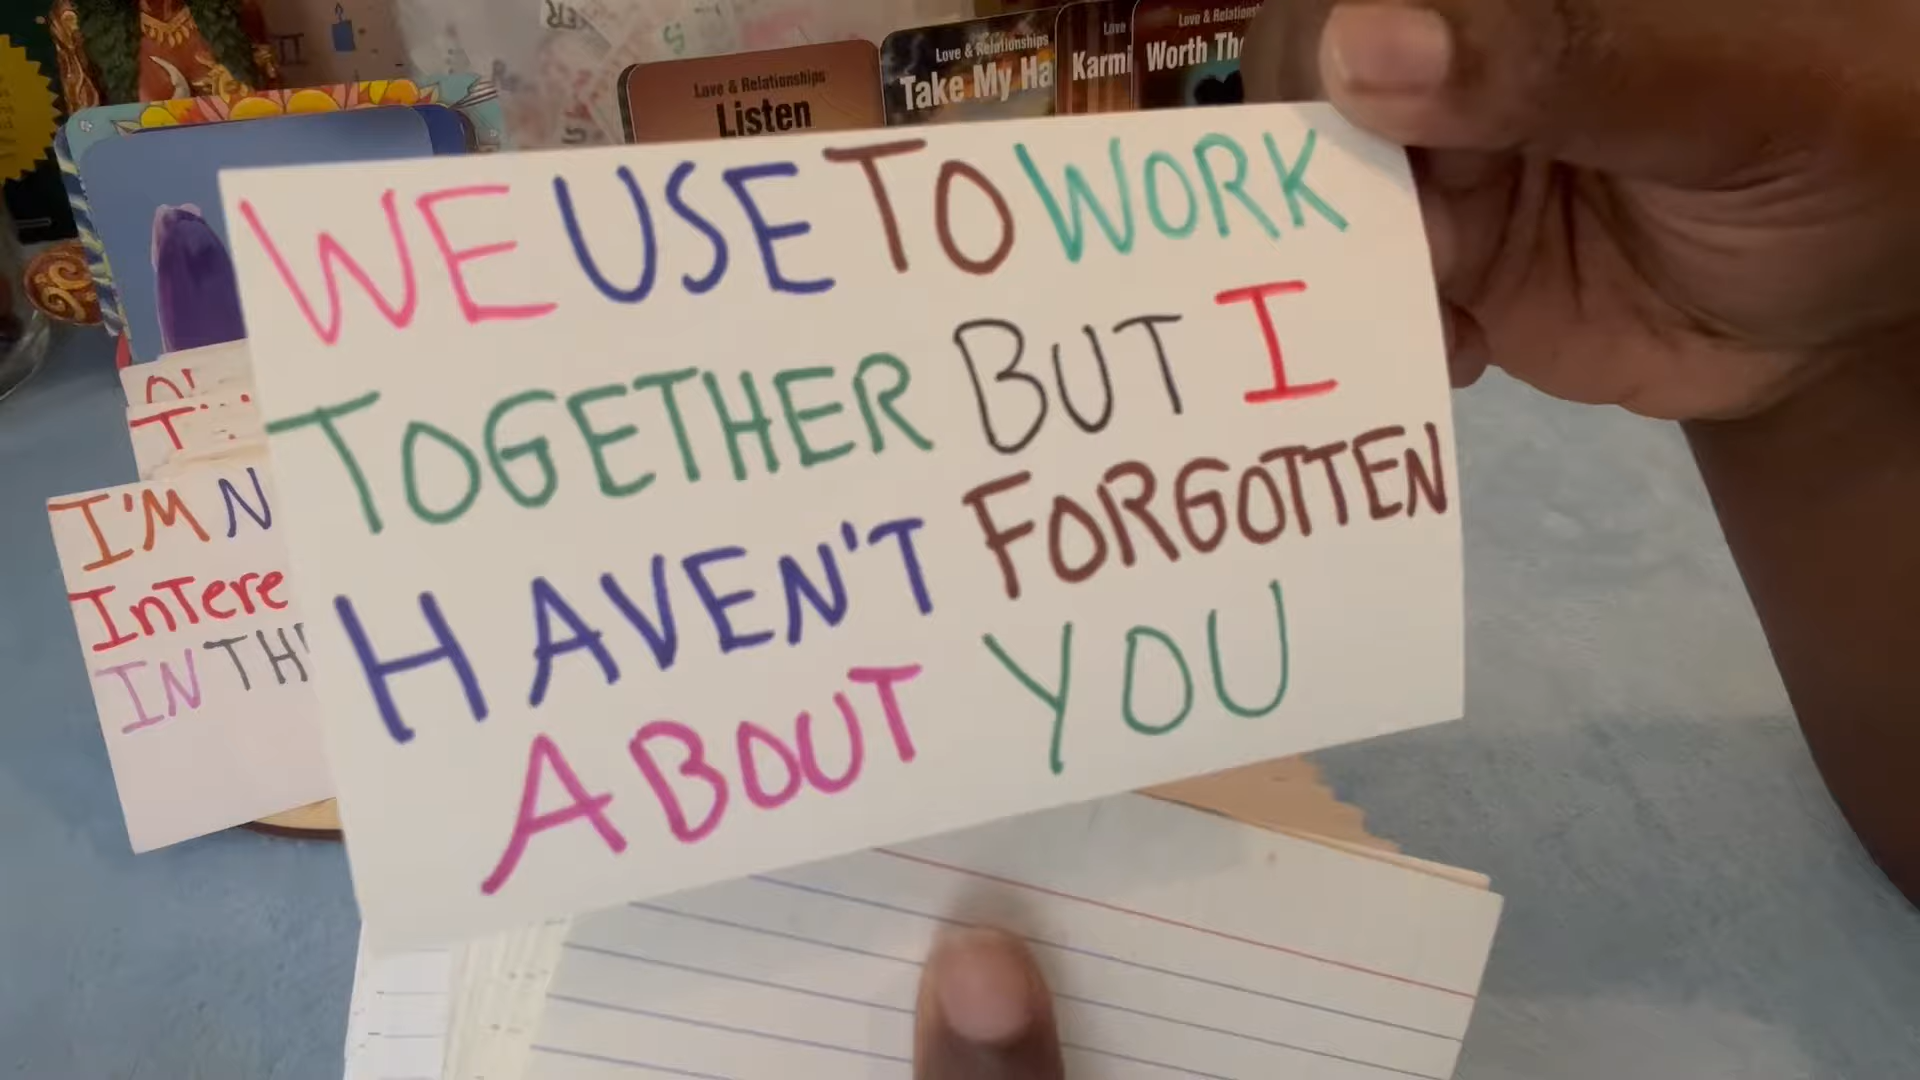 Love & Relationships
Listen
Love & Relationships
Take My Ha
Love
Karmi
Love & Relations
Worth Th
WE USE TO WORK
TOGETHER BUT I
HAVEN'T FORGOTTEN
ABOUT YOU
I'M N
InTere
IN TH